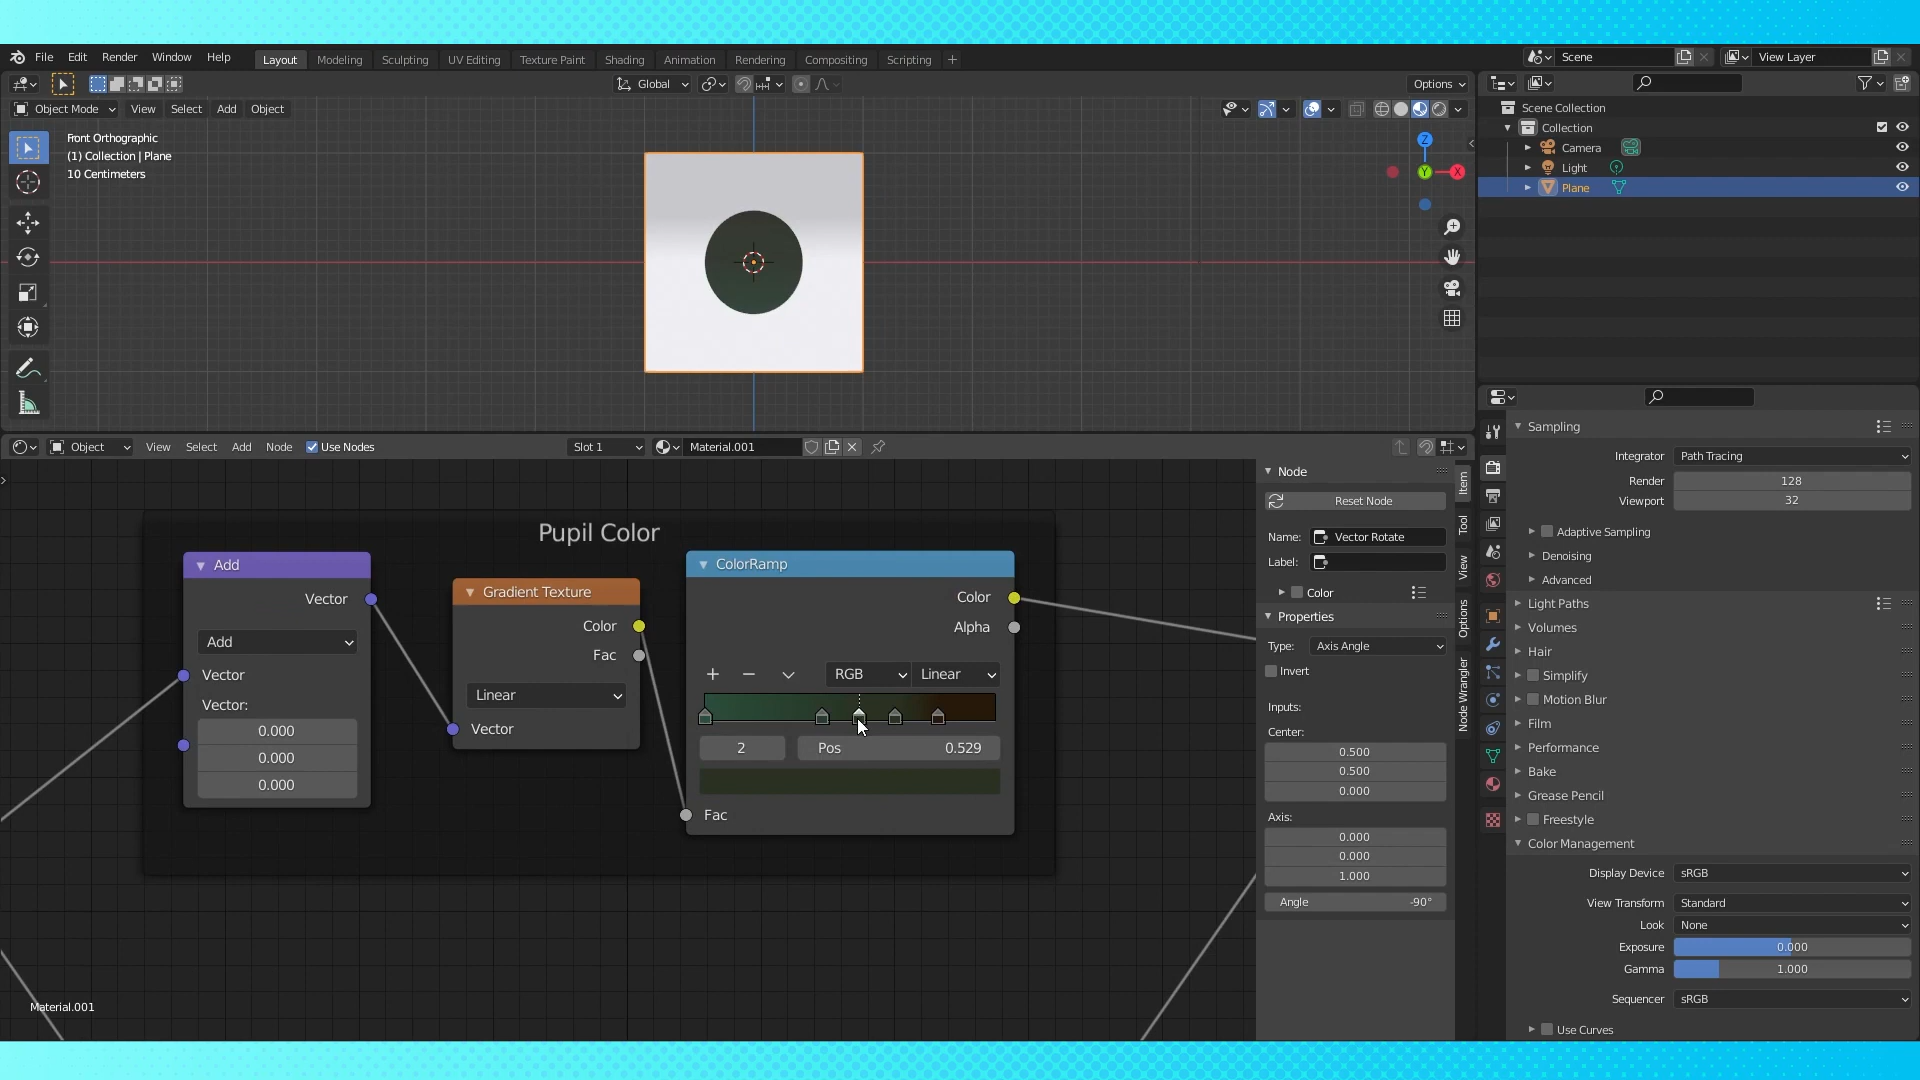 File Edit Render Window Help Layout Modeling Sculpting UV Editing Texture Paint Shading Animation Rendering Compositing Scripting + Scene View Layer
Global Options
Object Mode View Select Add Object
Front Orthographic
(1) Collection | Plane
10 Centimeters
Z
Y
X
Scene Collection
Collection
Camera
Light
Plane
Object View Select Add Node Use Nodes Slot 1 Material.001
Pupil Color
Add
Vector
Add
Vector
Vector:
0.000
0.000
0.000
Gradient Texture
Color
Fac
Linear
Vector
ColorRamp
Color
Alpha
RGB Linear
2 Pos 0.529
Fac
Material.001
Node
Reset Node
Name: Vector Rotate
Label:
Color
Properties
Type: Axis Angle
Invert
Inputs:
Center:
0.500
0.500
0.000
Axis:
0.000
0.000
1.000
Angle -90°
Item
Tool
View
Options
Node Wrangler
Sampling
Integrator Path Tracing
Render 128
Viewport 32
Adaptive Sampling
Denoising
Advanced
Light Paths
Volumes
Hair
Simplify
Motion Blur
Film
Performance
Bake
Grease Pencil
Freestyle
Color Management
Display Device sRGB
View Transform Standard
Look None
Exposure 0.000
Gamma 1.000
Sequencer sRGB
Use Curves